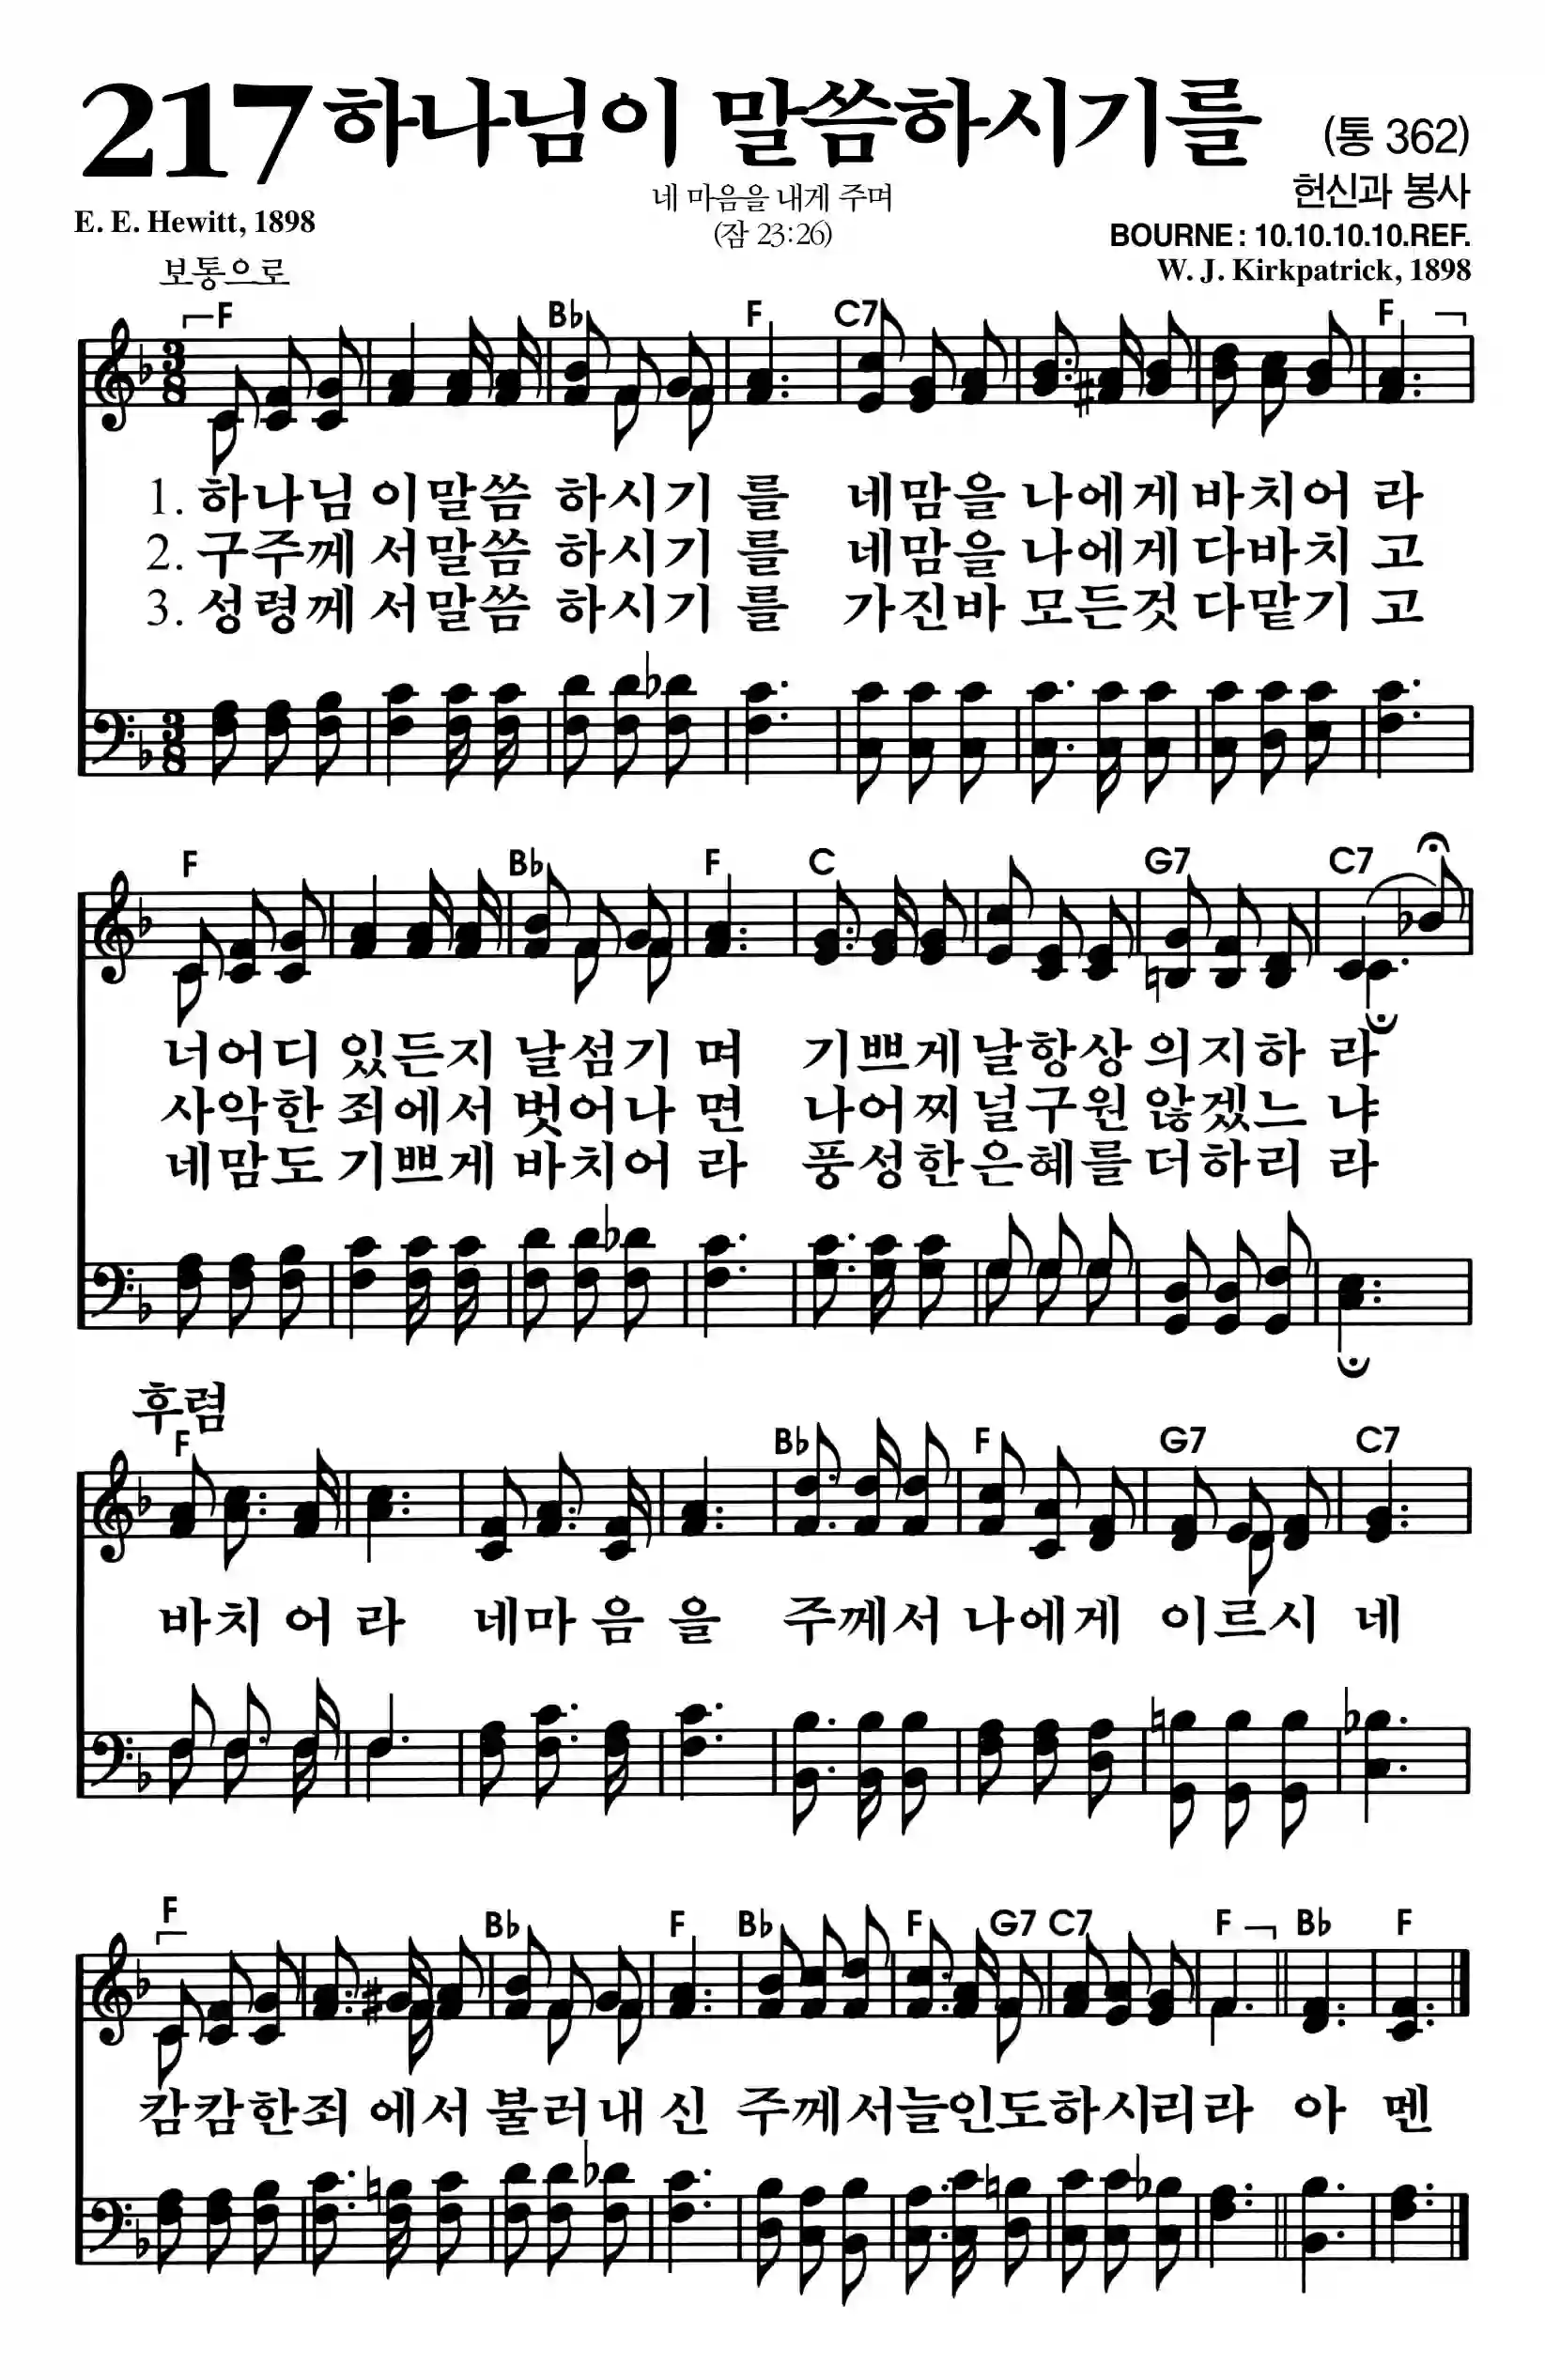 217 하나님이 말씀하시기를 (통 362)
네 마음을 내게 주며 헌신과 봉사
E. E. Hewitt, 1898 (잠 23:26) BOURNE : 10.10.10.10.REF.
보통으로 W. J. Kirkpatrick, 1898
F B♭ F C7 F
1. 하나님 이말씀 하시기 를 네맘을 나에게 바치어 라
2. 구주께 서말씀 하시기 를 네맘을 나에게 다바치 고
3. 성령께 서말씀 하시기 를 가진바 모든것 다맡기 고
F B♭ F C G7 C7
너어디 있든지 날섬기 며 기쁘게 날항상 의지하 라
사악한 죄에서 벗어나 면 나어찌 널구원 않겠느 냐
네맘도 기쁘게 바치어 라 풍성한 은혜를 더하리 라
후렴
F B♭ F G7 C7
바치 어 라 네마 음 을 주께서 나에게 이르시 네
F B♭ F B♭ F G7 C7 F B♭ F
캄캄한죄 에서 불러내 신 주께서늘인도하시리라 아 멘